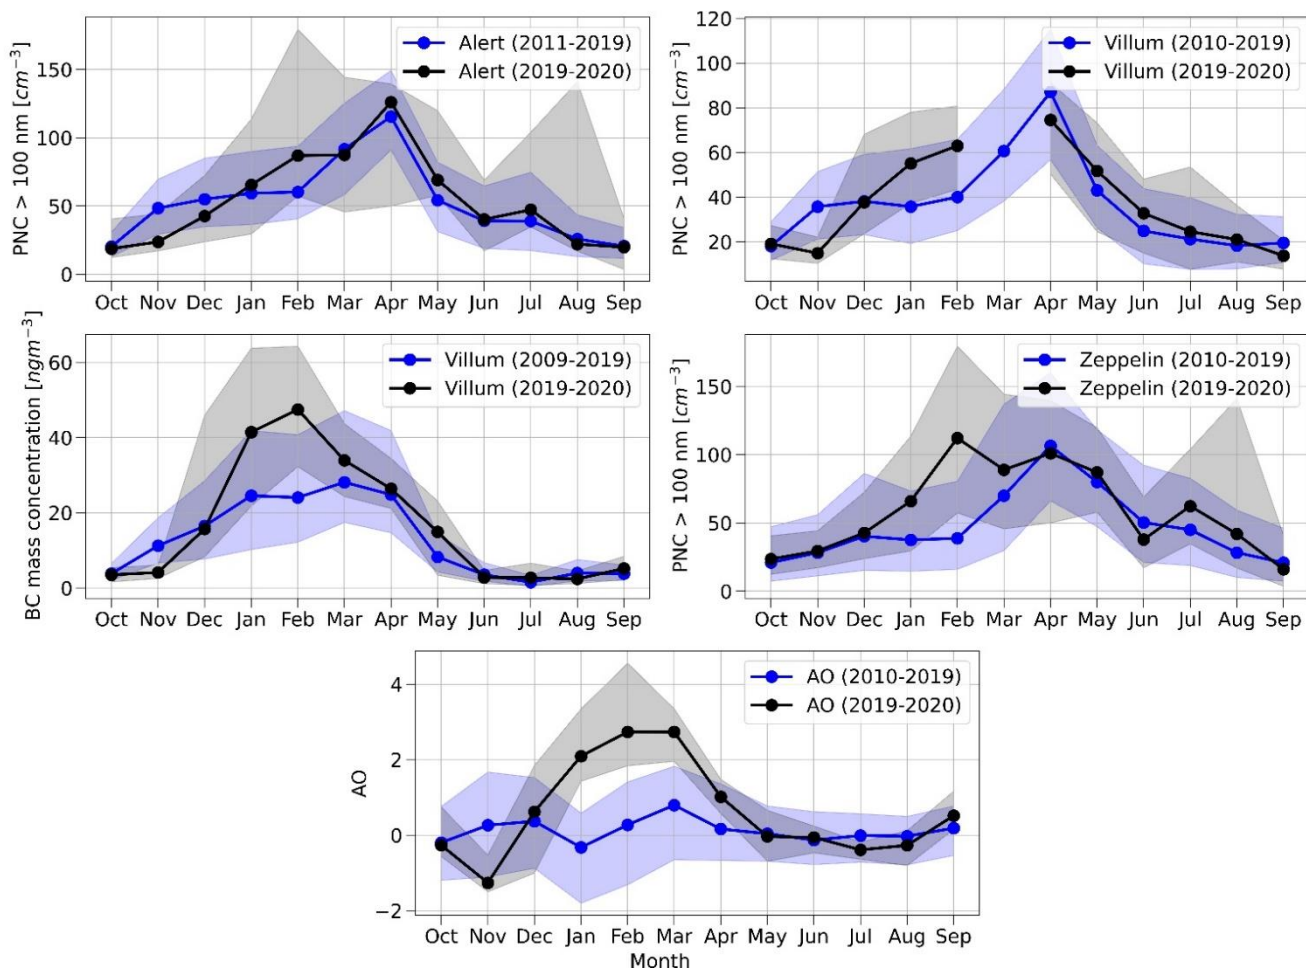 PNC > 100 nm [cm⁻³]
150
100
50
0
Alert (2011-2019)
Alert (2019-2020)
Oct Nov Dec Jan Feb Mar Apr May Jun Jul Aug Sep
PNC > 100 nm [cm⁻³]
120
100
80
60
40
20
Villum (2010-2019)
Villum (2019-2020)
Oct Nov Dec Jan Feb Mar Apr May Jun Jul Aug Sep
BC mass concentration [ngm⁻³]
60
40
20
0
Villum (2009-2019)
Villum (2019-2020)
Oct Nov Dec Jan Feb Mar Apr May Jun Jul Aug Sep
PNC > 100 nm [cm⁻³]
150
100
50
0
Zeppelin (2010-2019)
Zeppelin (2019-2020)
Oct Nov Dec Jan Feb Mar Apr May Jun Jul Aug Sep
AO
4
2
0
−2
AO (2010-2019)
AO (2019-2020)
Oct Nov Dec Jan Feb Mar Apr May Jun Jul Aug Sep
Month